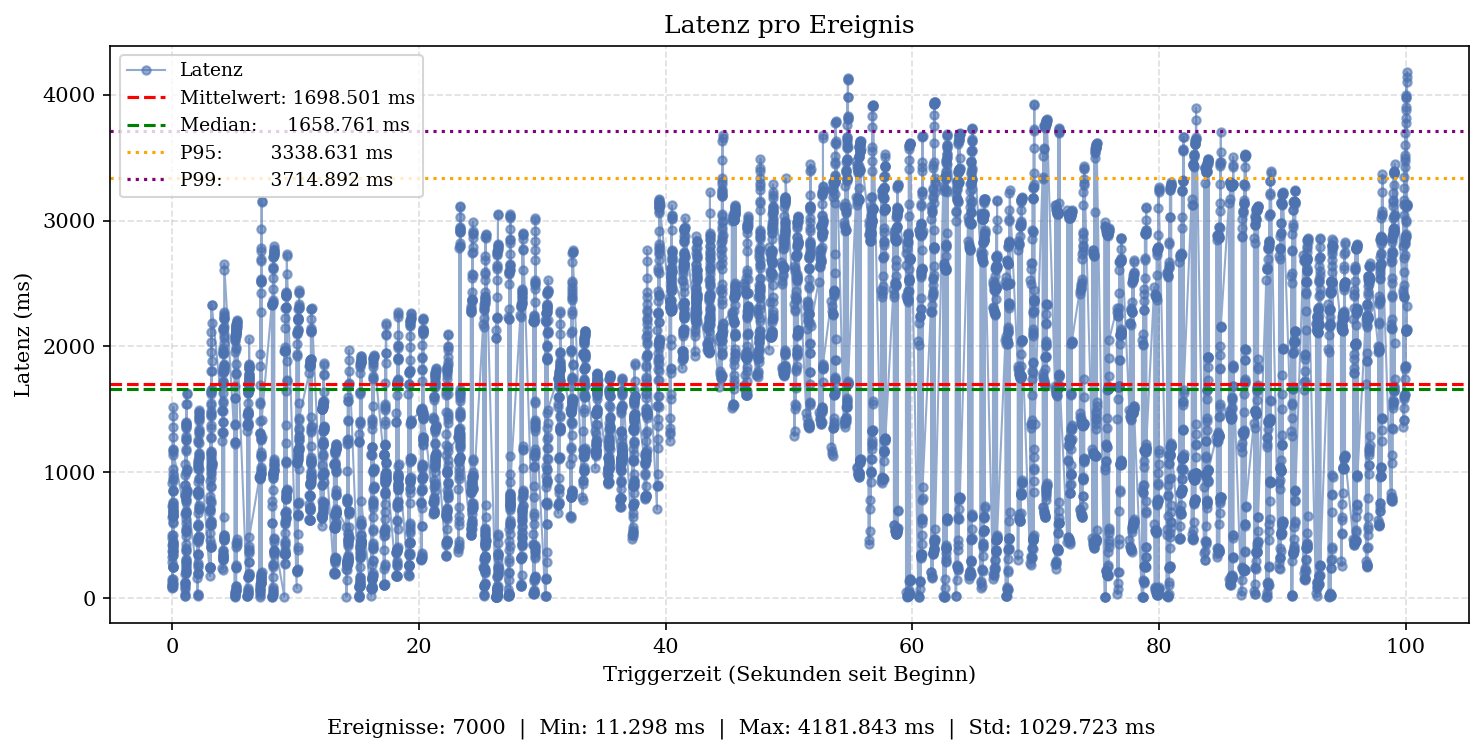 Latenz pro Ereignis
Latenz (ms)
4000
3000
2000
1000
0
Latenz
Mittelwert: 1698.501 ms
Median: 1658.761 ms
P95: 3338.631 ms
P99: 3714.892 ms
0 20 40 60 80 100
Triggerzeit (Sekunden seit Beginn)
Ereignisse: 7000 | Min: 11.298 ms | Max: 4181.843 ms | Std: 1029.723 ms